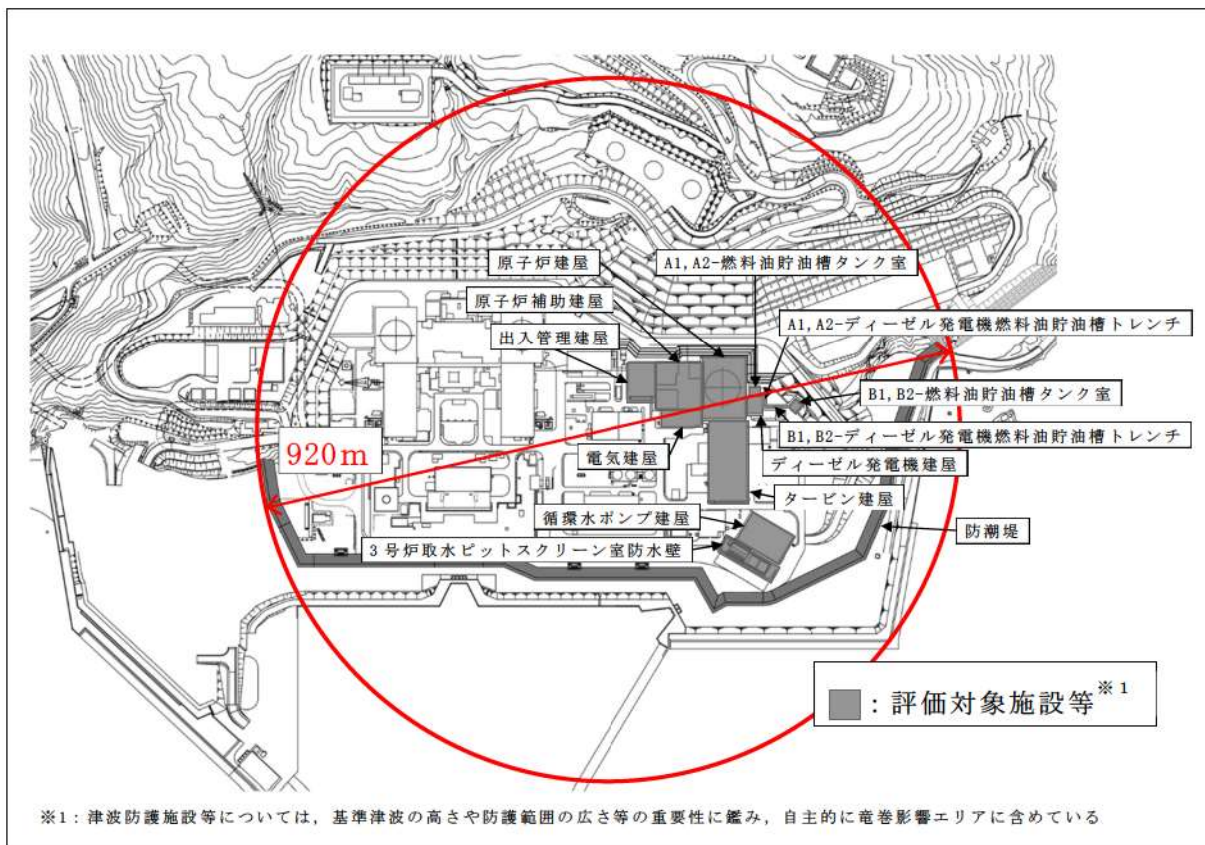 原子炉建屋
A1,A2-燃料油貯油槽タンク室
原子炉補助建屋
A1,A2-ディーゼル発電機燃料油貯油槽トレンチ
出入管理建屋
B1,B2-燃料油貯油槽タンク室
B1,B2-ディーゼル発電機燃料油貯油槽トレンチ
920m
電気建屋
ディーゼル発電機建屋
タービン建屋
循環水ポンプ建屋
防潮堤
3号炉取水ピットスクリーン室防水壁
:評価対象施設等※1
※1:津波防護施設等については,基準津波の高さや防護範囲の広さ等の重要性に鑑み,自主的に竜巻影響エリアに含めている